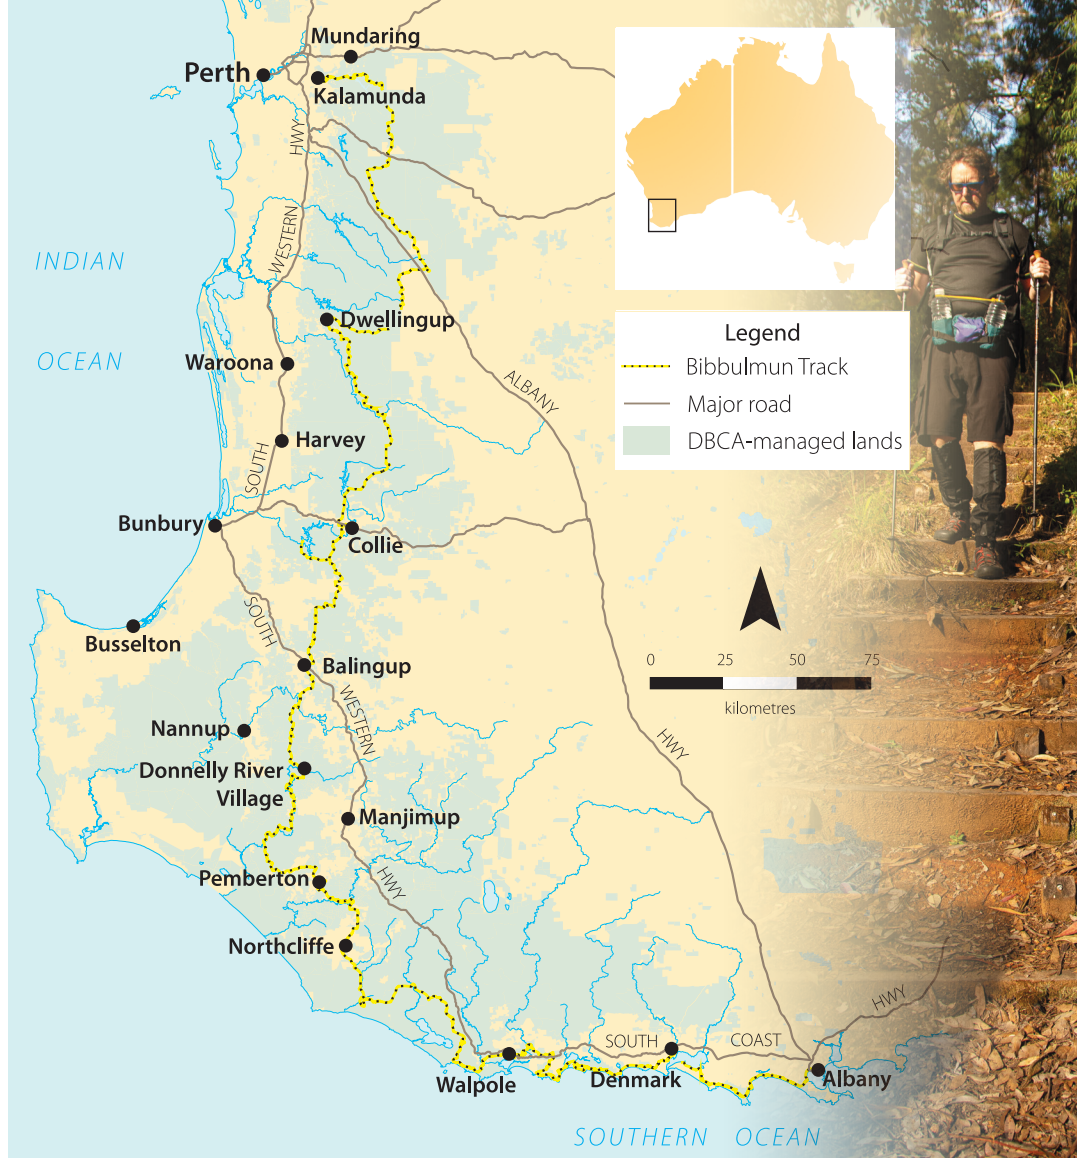 Mundaring
Perth
Kalamunda
HWY
WESTERN
INDIAN
OCEAN
Dwellingup
Waroona
Legend
Bibbulmun Track
Major road
DBCA-managed lands
ALBANY
Harvey
SOUTH
Bunbury
Collie
SOUTH
Busselton
Balingup
0 25 50 75
kilometres
WESTERN
Nannup
HWY
Donnelly River
Village
Manjimup
Pemberton
HWY
Northcliffe
HWY
SOUTH COAST
Walpole
Denmark
Albany
SOUTHERN OCEAN